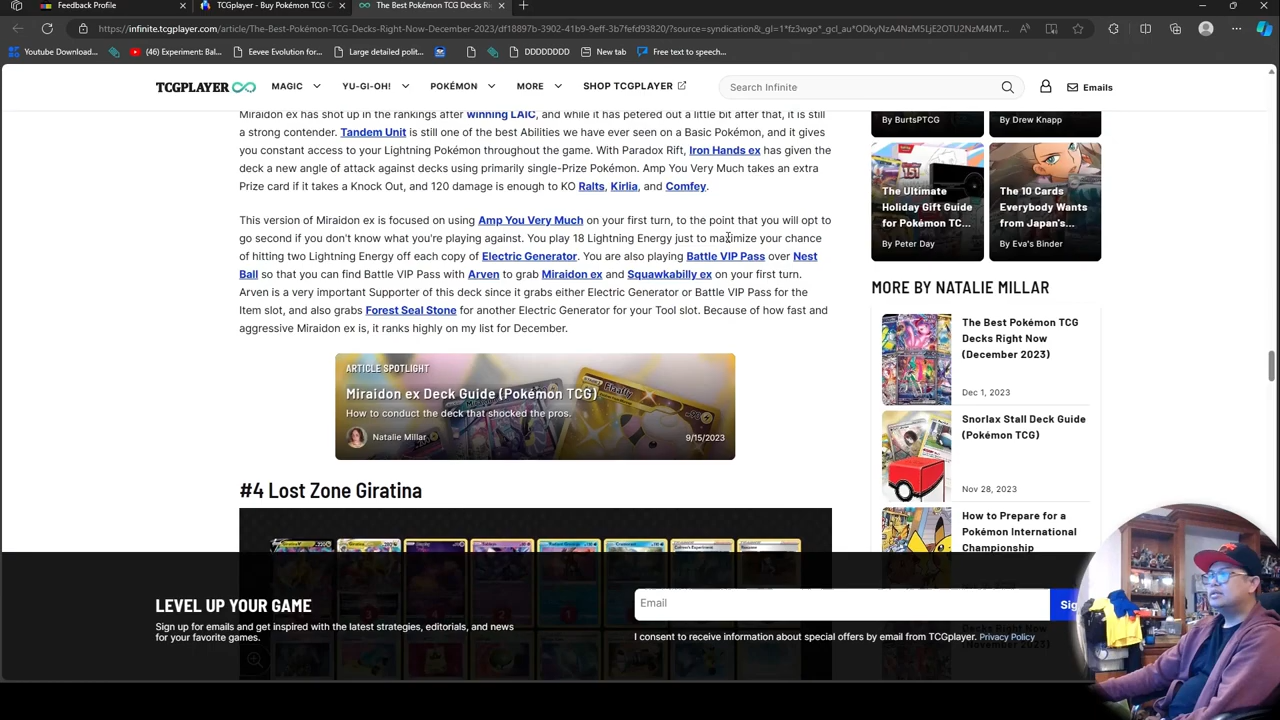 Feedback Profile
TCGplayer - Buy Pokémon TCG C
The Best Pokémon TCG Decks Ri
https://infinite.tcgplayer.com/article/The-Best-Pokémon-TCG-Decks-Right-Now-December-2023/df18897b-3902-41b9-9eff-3b7fefd93820/?source=syndication&_gl=1*fz3wgo*_gcl_au*ODkyNzA4NzM5LjE2OTU2NzM4MT...
Youtube Download...
(46) Experiment: Bal...
Eevee Evolution for...
Large detailed polit...
DDDDDDDD
New tab
Free text to speech...
TCGPLAYER
MAGIC
YU-GI-OH!
POKÉMON
MORE
SHOP TCGPLAYER
Search Infinite
Emails
Miraidon ex has shot up in the rankings after winning LAIC, and while it has petered out a little bit after that, it is still
a strong contender. Tandem Unit is still one of the best Abilities we have ever seen on a Basic Pokémon, and it gives
you constant access to your Lightning Pokémon throughout the game. With Paradox Rift, Iron Hands ex has given the
deck a new angle of attack against decks using primarily single-Prize Pokémon. Amp You Very Much takes an extra
Prize card if it takes a Knock Out, and 120 damage is enough to KO Ralts, Kirlia, and Comfey.
This version of Miraidon ex is focused on using Amp You Very Much on your first turn, to the point that you will opt to
go second if you don't know what you're playing against. You play 18 Lightning Energy just to maximize your chance
of hitting two Lightning Energy off each copy of Electric Generator. You are also playing Battle VIP Pass over Nest
Ball so that you can find Battle VIP Pass with Arven to grab Miraidon ex and Squawkabilly ex on your first turn.
Arven is a very important Supporter of this deck since it grabs either Electric Generator or Battle VIP Pass for the
Item slot, and also grabs Forest Seal Stone for another Electric Generator for your Tool slot. Because of how fast and
aggressive Miraidon ex is, it ranks highly on my list for December.
ARTICLE SPOTLIGHT
Miraidon ex Deck Guide (Pokémon TCG)
How to conduct the deck that shocked the pros.
Natalie Millar
9/15/2023
#4 Lost Zone Giratina
By BurtsPTCG
By Drew Knapp
The Ultimate
Holiday Gift Guide
for Pokémon TC...
By Peter Day
The 10 Cards
Everybody Wants
from Japan's...
By Eva's Binder
MORE BY NATALIE MILLAR
The Best Pokémon TCG
Decks Right Now
(December 2023)
Dec 1, 2023
Snorlax Stall Deck Guide
(Pokémon TCG)
Nov 28, 2023
How to Prepare for a
Pokémon International
Championship
Decks Right Now
(November 2023)
LEVEL UP YOUR GAME
Sign up for emails and get inspired with the latest strategies, editorials, and news
for your favorite games.
Email
Sig
I consent to receive information about special offers by email from TCGplayer. Privacy Policy